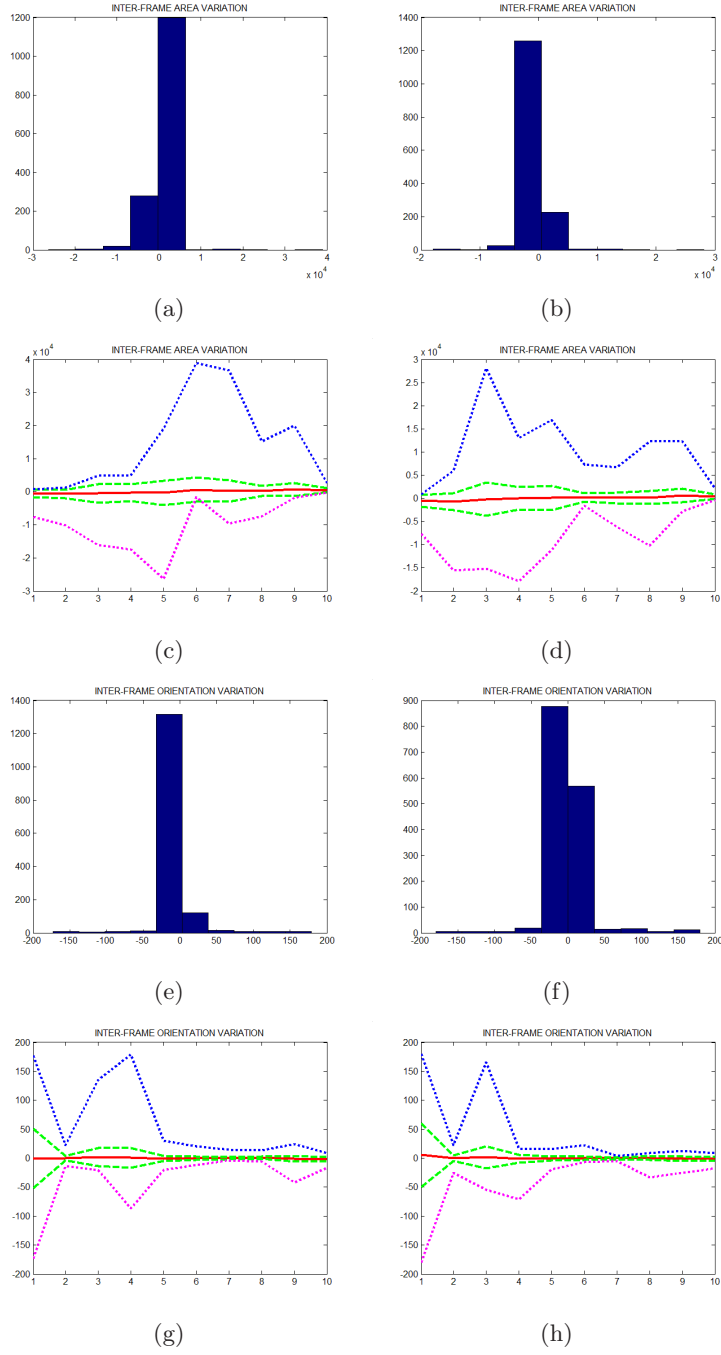 INTER-FRAME AREA VARIATION
1200
1000
800
600
400
200
0
-3 -2 -1 0 1 2 3 4
x 10^4
(a)
INTER-FRAME AREA VARIATION
1400
1200
1000
800
600
400
200
0
-2 -1 0 1 2 3
x 10^4
(b)
x 10^4
INTER-FRAME AREA VARIATION
4
3
2
1
0
-1
-2
-3
1 2 3 4 5 6 7 8 9 10
(c)
x 10^4
INTER-FRAME AREA VARIATION
3
2.5
2
1.5
1
0.5
0
-0.5
-1
-1.5
-2
1 2 3 4 5 6 7 8 9 10
(d)
INTER-FRAME ORIENTATION VARIATION
1400
1200
1000
800
600
400
200
0
-200 -150 -100 -50 0 50 100 150 200
(e)
INTER-FRAME ORIENTATION VARIATION
900
800
700
600
500
400
300
200
100
0
-200 -150 -100 -50 0 50 100 150 200
(f)
INTER-FRAME ORIENTATION VARIATION
200
150
100
50
0
-50
-100
-150
-200
1 2 3 4 5 6 7 8 9 10
(g)
INTER-FRAME ORIENTATION VARIATION
200
150
100
50
0
-50
-100
-150
-200
1 2 3 4 5 6 7 8 9 10
(h)